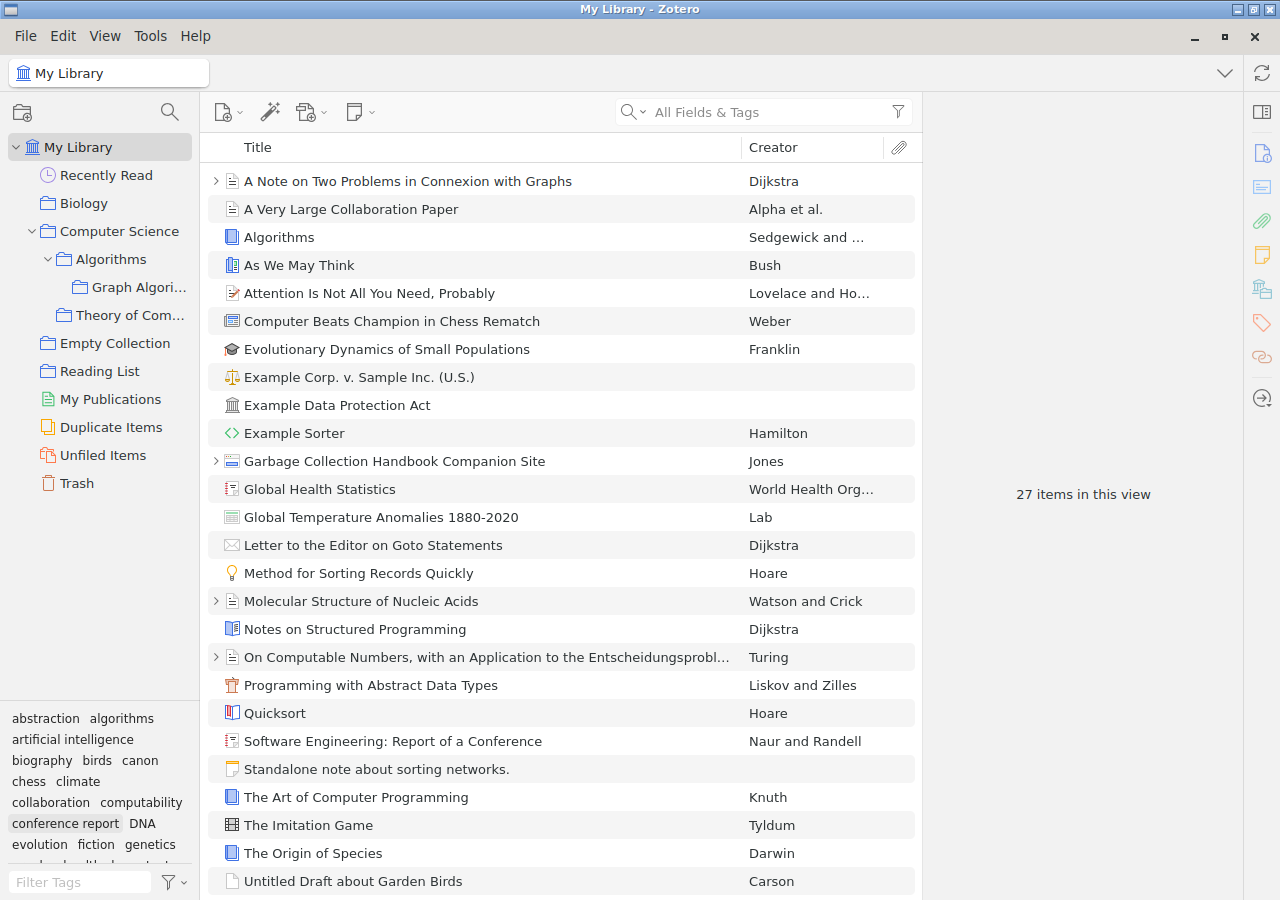 My Library - Zotero
File Edit View Tools Help
My Library
All Fields & Tags
My Library
Recently Read
Biology
Computer Science
Algorithms
Graph Algori...
Theory of Com...
Empty Collection
Reading List
My Publications
Duplicate Items
Unfiled Items
Trash
abstraction algorithms
artificial intelligence
biography birds canon
chess climate
collaboration computability
conference report DNA
evolution fiction genetics
Filter Tags
Title Creator
A Note on Two Problems in Connexion with Graphs Dijkstra
A Very Large Collaboration Paper Alpha et al.
Algorithms Sedgewick and ...
As We May Think Bush
Attention Is Not All You Need, Probably Lovelace and Ho...
Computer Beats Champion in Chess Rematch Weber
Evolutionary Dynamics of Small Populations Franklin
Example Corp. v. Sample Inc. (U.S.)
Example Data Protection Act
Example Sorter Hamilton
Garbage Collection Handbook Companion Site Jones
Global Health Statistics World Health Org...
Global Temperature Anomalies 1880-2020 Lab
Letter to the Editor on Goto Statements Dijkstra
Method for Sorting Records Quickly Hoare
Molecular Structure of Nucleic Acids Watson and Crick
Notes on Structured Programming Dijkstra
On Computable Numbers, with an Application to the Entscheidungsprobl... Turing
Programming with Abstract Data Types Liskov and Zilles
Quicksort Hoare
Software Engineering: Report of a Conference Naur and Randell
Standalone note about sorting networks.
The Art of Computer Programming Knuth
The Imitation Game Tyldum
The Origin of Species Darwin
Untitled Draft about Garden Birds Carson
27 items in this view